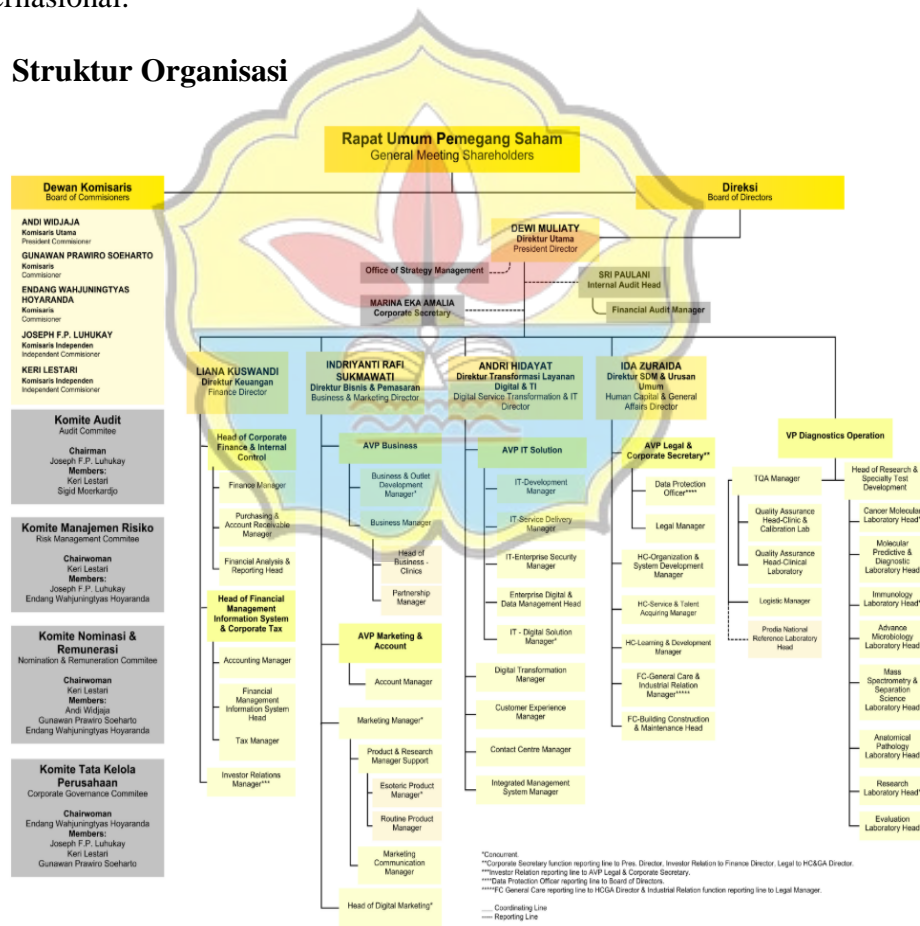 ernasional.
Struktur Organisasi
Rapat Umum Pemegang Saham
General Meeting Shareholders
Dewan Komisaris
Board of Commisioners
Direksi
Board of Directors
ANDI WIDJAJA
Komisaris Utama
President Commisioner
GUNAWAN PRAWIRO SOEHARTO
Komisaris
Commisioner
ENDANG WAHJUNINGTYAS
HOYARANDA
Komisaris
Commisioner
JOSEPH F.P. LUHUKAY
Komisaris Independen
Independent Commisioner
KERI LESTARI
Komisaris Independen
Independent Commisioner
DEWI MULIATY
Direktur Utama
President Director
Office of Strategy Management
SRI PAULANI
Internal Audit Head
MARINA EKA AMALIA
Corporate Secretary
Financial Audit Manager
Komite Audit
Audit Commitee
Chairman
Joseph F.P. Luhukay
Members:
Keri Lestari
Sigid Moerkardjo
Komite Manajemen Risiko
Risk Management Commitee
Chairwoman
Keri Lestari
Members:
Joseph F.P. Luhukay
Endang Wahjuningtyas Hoyaranda
Komite Nominasi &
Remunerasi
Nomination & Remuneration Commitee
Chairwoman
Keri Lestari
Members:
Andi Widjaja
Gunawan Prawiro Soeharto
Endang Wahjuningtyas Hoyaranda
Komite Tata Kelola
Perusahaan
Corporate Governance Commitee
Chairwoman
Endang Wahjuningtyas Hoyaranda
Members:
Joseph F.P. Luhukay
Keri Lestari
Gunawan Prawiro Soeharto
LIANA KUSWANDI
Direktur Keuangan
Finance Director
Head of Corporate
Finance & Internal
Control
Finance Manager
Purchasing &
Account Receivable
Manager
Financial Analysis &
Reporting Head
Head of Financial
Management
Information System
& Corporate Tax
Accounting Manager
Financial
Management
Information System
Head
Tax Manager
Investor Relations
Manager***
INDRIYANTI RAFI
SUKMAWATI
Direktur Bisnis & Pemasaran
Business & Marketing Director
AVP Business
Business & Outlet
Development
Manager*
Business Manager
Head of
Business -
Clinics
Partnership
Manager
AVP Marketing &
Account
Account Manager
Marketing Manager*
Product & Research
Manager Support
Esoteric Product
Manager*
Routine Product
Manager
Marketing
Communication
Manager
Head of Digital Marketing*
ANDRI HIDAYAT
Direktur Transformasi Layanan
Digital & TI
Digital Service Transformation & IT
Director
AVP IT Solution
IT-Development
Manager
IT-Service Delivery
Manager
IT-Enterprise Security
Manager
Enterprise Digital &
Data Management Head
IT - Digital Solution
Manager*
Digital Transformation
Manager
Customer Experience
Manager
Contact Centre Manager
Integrated Management
System Manager
IDA ZURAIDA
Direktur SDM & Urusan
Umum
Human Capital & General
Affairs Director
AVP Legal &
Corporate Secretary**
Data Protection
Officer****
Legal Manager
HC-Organization &
System Development
Manager
HC-Service & Talent
Acquiring Manager
HC-Learning & Development
Manager
FC-General Care &
Industrial Relation
Manager*****
FC-Building Construction
& Maintenance Head
VP Diagnostics Operation
TQA Manager
Quality Assurance
Head-Clinic &
Calibration Lab
Quality Assurance
Head-Clinical
Laboratory
Logistic Manager
Prodia National
Reference Laboratory
Head
Head of Research &
Specialty Test
Development
Cancer Molecular
Laboratory Head*
Molecular
Predictive &
Diagnostic
Laboratory Head
Immunology
Laboratory Head*
Advance
Microbiology
Laboratory Head
Mass
Spectrometry &
Separation
Science
Laboratory Head
Anatomical
Pathology
Laboratory Head
Research
Laboratory Head*
Evaluation
Laboratory Head
*Concurrent.
**Corporate Secretary function reporting line to Pres. Director, Investor Relation to Finance Director. Legal to HC&GA Director.
***Investor Relation reporting line to AVP Legal & Corporate Secretary.
****Data Protection Officer reporting line to Board of Directors.
*****FC General Care reporting line to HCGA Director & Industrial Relation function reporting line to Legal Manager.
Coordinating Line
Reporting Line